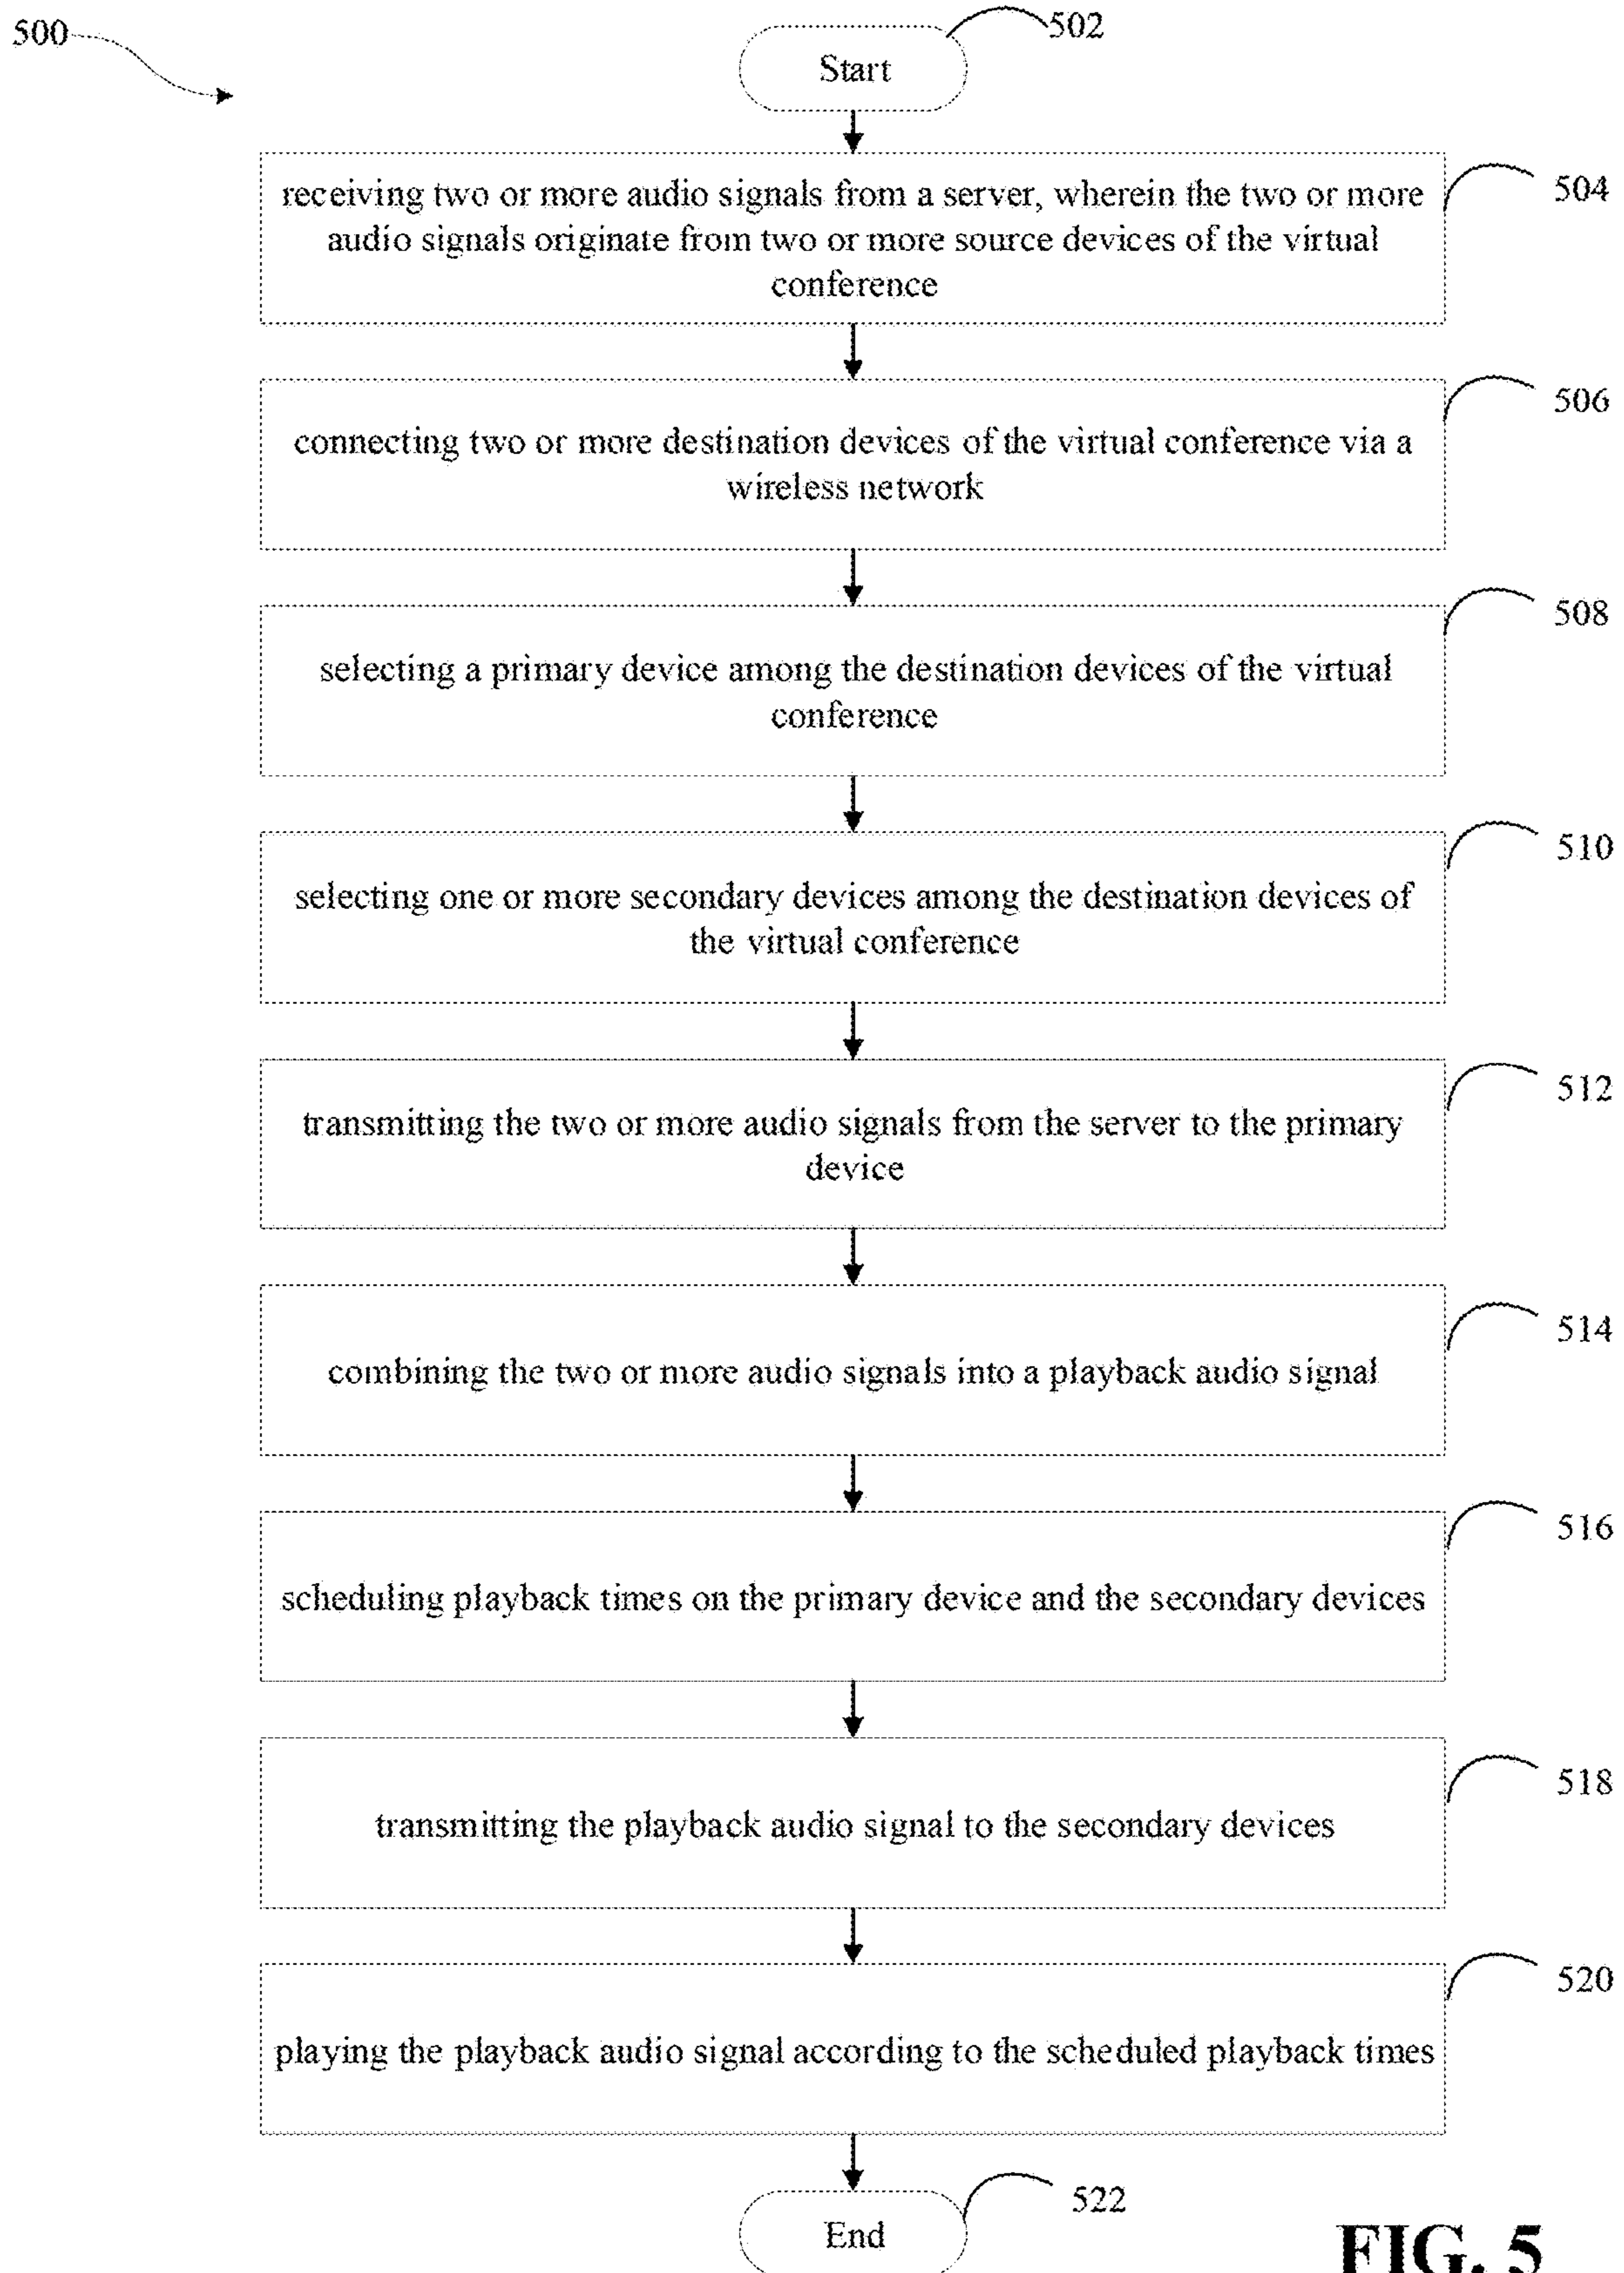 500
502
Start
504
receiving two or more audio signals from a server, wherein the two or more
audio signals originate from two or more source devices of the virtual
conference
506
connecting two or more destination devices of the virtual conference via a
wireless network
508
selecting a primary device among the destination devices of the virtual
conference
510
selecting one or more secondary devices among the destination devices of
the virtual conference
512
transmitting the two or more audio signals from the server to the primary
device
514
combining the two or more audio signals into a playback audio signal
516
scheduling playback times on the primary device and the secondary devices
518
transmitting the playback audio signal to the secondary devices
520
playing the playback audio signal according to the scheduled playback times
522
End
FIG. 5